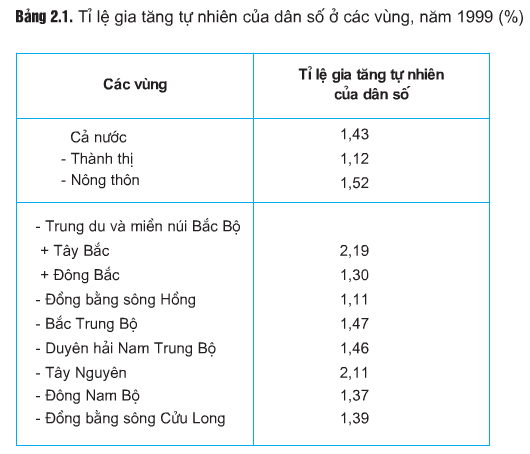 Bảng 2.1. Tỉ lệ gia tăng tự nhiên của dân số ở các vùng, năm 1999 (%)
Các vùng
Tỉ lệ gia tăng tự nhiên
của dân số
Cả nước 1,43
- Thành thị 1,12
- Nông thôn 1,52
- Trung du và miền núi Bắc Bộ
+ Tây Bắc 2,19
+ Đông Bắc 1,30
- Đồng bằng sông Hồng 1,11
- Bắc Trung Bộ 1,47
- Duyên hải Nam Trung Bộ 1,46
- Tây Nguyên 2,11
- Đông Nam Bộ 1,37
- Đồng bằng sông Cửu Long 1,39